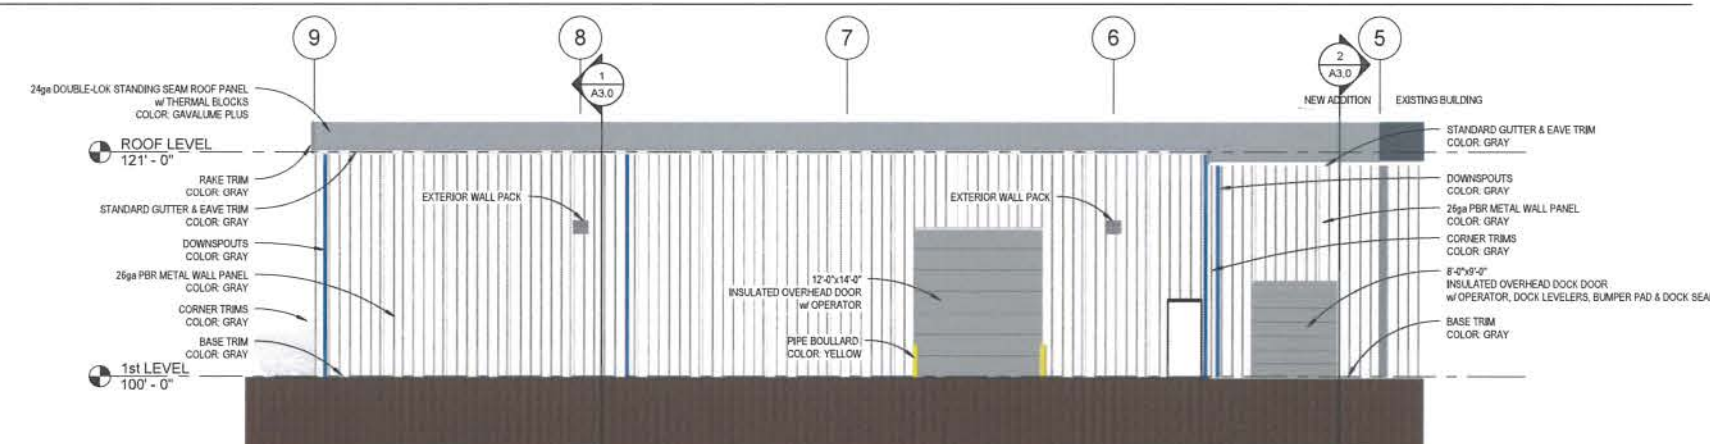 9
8
7
6
5
1
A3.0
2
A3.0
NEW ADDITION
EXISTING BUILDING
24ga DOUBLE-LOK STANDING SEAM ROOF PANEL
w/ THERMAL BLOCKS
COLOR: GAVALUME PLUS
ROOF LEVEL
121' - 0"
RAKE TRIM
COLOR: GRAY
STANDARD GUTTER & EAVE TRIM
COLOR: GRAY
DOWNSPOUTS
COLOR: GRAY
26ga PBR METAL WALL PANEL
COLOR: GRAY
CORNER TRIMS
COLOR: GRAY
BASE TRIM
COLOR: GRAY
1st LEVEL
100' - 0"
EXTERIOR WALL PACK
12'-0"x14'-0"
INSULATED OVERHEAD DOOR
w/ OPERATOR
PIPE BOULLARD
COLOR: YELLOW
EXTERIOR WALL PACK
STANDARD GUTTER & EAVE TRIM
COLOR: GRAY
DOWNSPOUTS
COLOR: GRAY
26ga PBR METAL WALL PANEL
COLOR: GRAY
CORNER TRIMS
COLOR: GRAY
8'-0"x9'-0"
INSULATED OVERHEAD DOCK DOOR
w/ OPERATOR, DOCK LEVELERS, BUMPER PAD & DOCK SEA
BASE TRIM
COLOR: GRAY